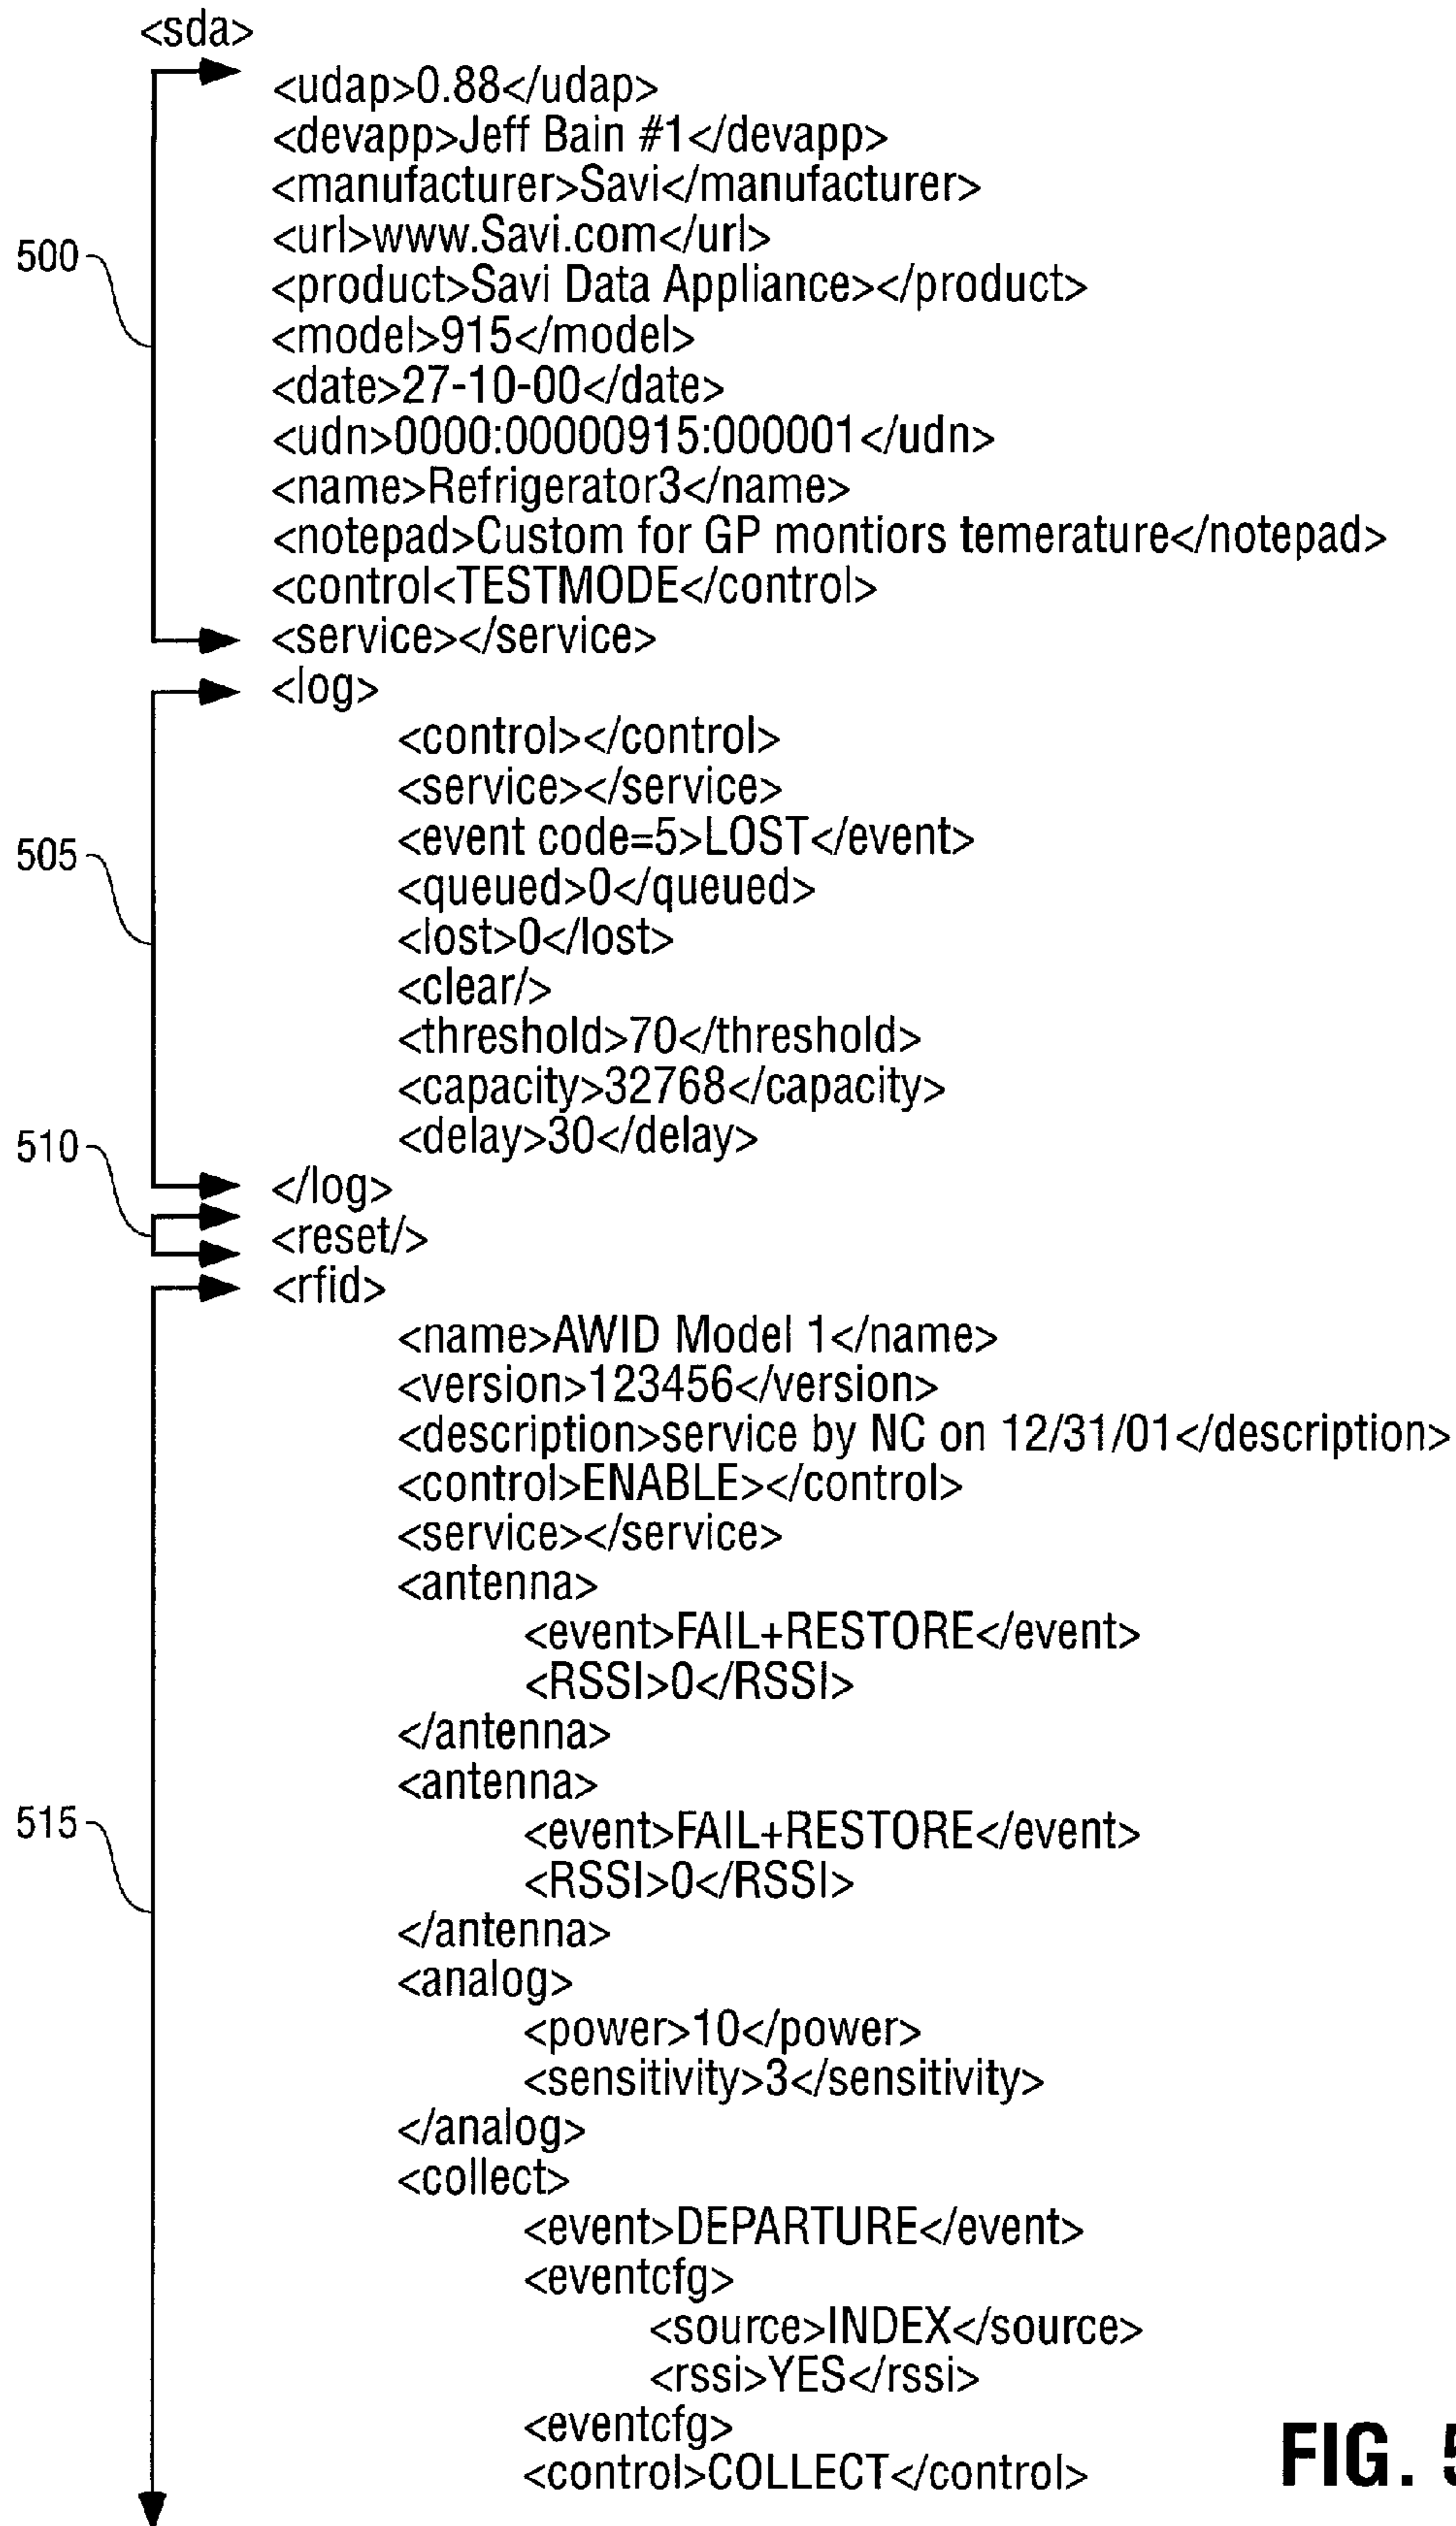 <sda>
<udap>0.88</udap>
<devapp>Jeff Bain #1</devapp>
<manufacturer>Savi</manufacturer>
<url>www.Savi.com</url>
<product>Savi Data Appliance></product>
<model>915</model>
<date>27-10-00</date>
500
<udn>0000:00000915:000001</udn>
<name>Refrigerator3</name>
<notepad>Custom for GP montiors temerature</notepad>
<control<TESTMODE</control>
<service></service>
<log>
<control></control>
<service></service>
<event code=5>LOST</event>
505
<queued>0</queued>
<lost>0</lost>
<clear/>
<threshold>70</threshold>
<capacity>32768</capacity>
<delay>30</delay>
510
</log>
<reset/>
<rfid>
<name>AWID Model 1</name>
<version>123456</version>
<description>service by NC on 12/31/01</description>
<control>ENABLE></control>
<service></service>
<antenna>
<event>FAIL+RESTORE</event>
<RSSI>0</RSSI>
</antenna>
<antenna>
515
<event>FAIL+RESTORE</event>
<RSSI>0</RSSI>
</antenna>
<analog>
<power>10</power>
<sensitivity>3</sensitivity>
</analog>
<collect>
<event>DEPARTURE</event>
<eventcfg>
<source>INDEX</source>
<rssi>YES</rssi>
<eventcfg>
<control>COLLECT</control>
FIG. 5